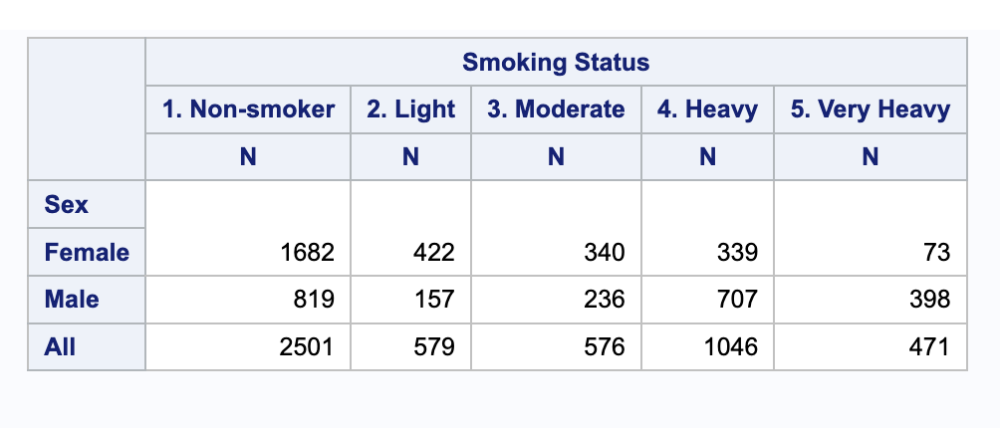 Smoking Status
1. Non-smoker 2. Light 3. Moderate 4. Heavy 5. Very Heavy
N N N N N
Sex
Female 1682 422 340 339 73
Male 819 157 236 707 398
All 2501 579 576 1046 471